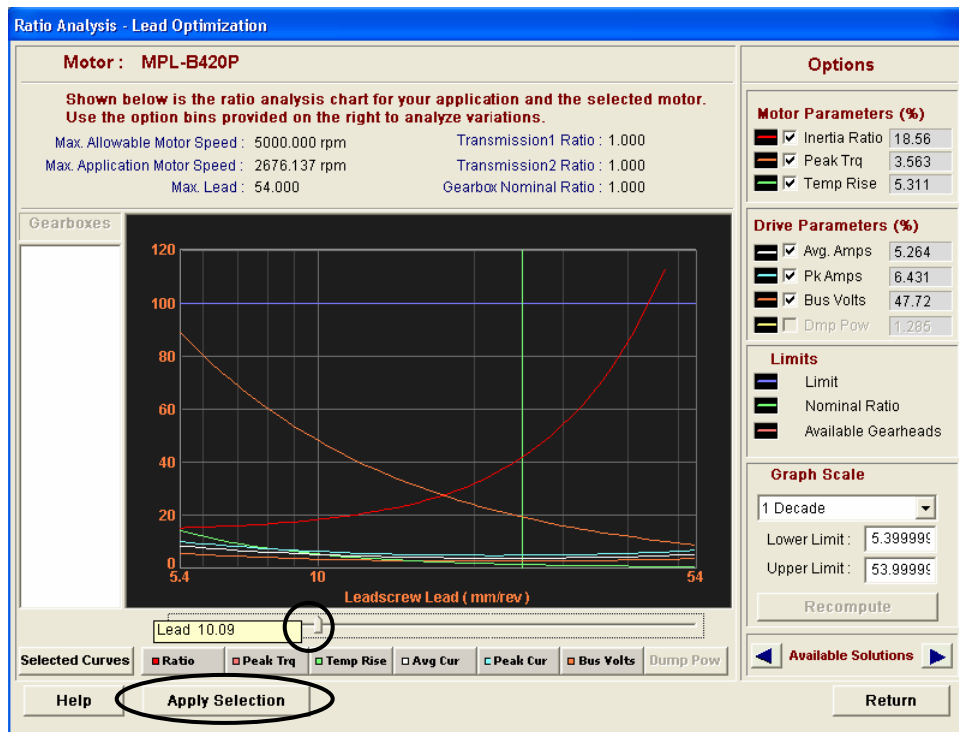 Ratio Analysis - Lead Optimization
Motor : MPL-B420P
Shown below is the ratio analysis chart for your application and the selected motor.
Use the option bins provided on the right to analyze variations.
Max. Allowable Motor Speed : 5000.000 rpm
Transmission1 Ratio : 1.000
Max. Application Motor Speed : 2676.137 rpm
Transmission2 Ratio : 1.000
Max. Lead : 54.000
Gearbox Nominal Ratio : 1.000
Gearboxes
120
100
80
60
40
20
0
5.4 10 54
Leadscrew Lead ( mm/rev )
Lead 10.09
Selected Curves Ratio Peak Trq Temp Rise Avg Cur Peak Cur Bus Volts Dump Pow
Help Apply Selection Return
Options
Motor Parameters (%)
Inertia Ratio 18.56
Peak Trq 3.563
Temp Rise 5.311
Drive Parameters (%)
Avg. Amps 5.264
Pk Amps 6.431
Bus Volts 47.72
Dmp Pow 1.285
Limits
Limit
Nominal Ratio
Available Gearheads
Graph Scale
1 Decade
Lower Limit : 5.399999
Upper Limit : 53.99999
Recompute
Available Solutions